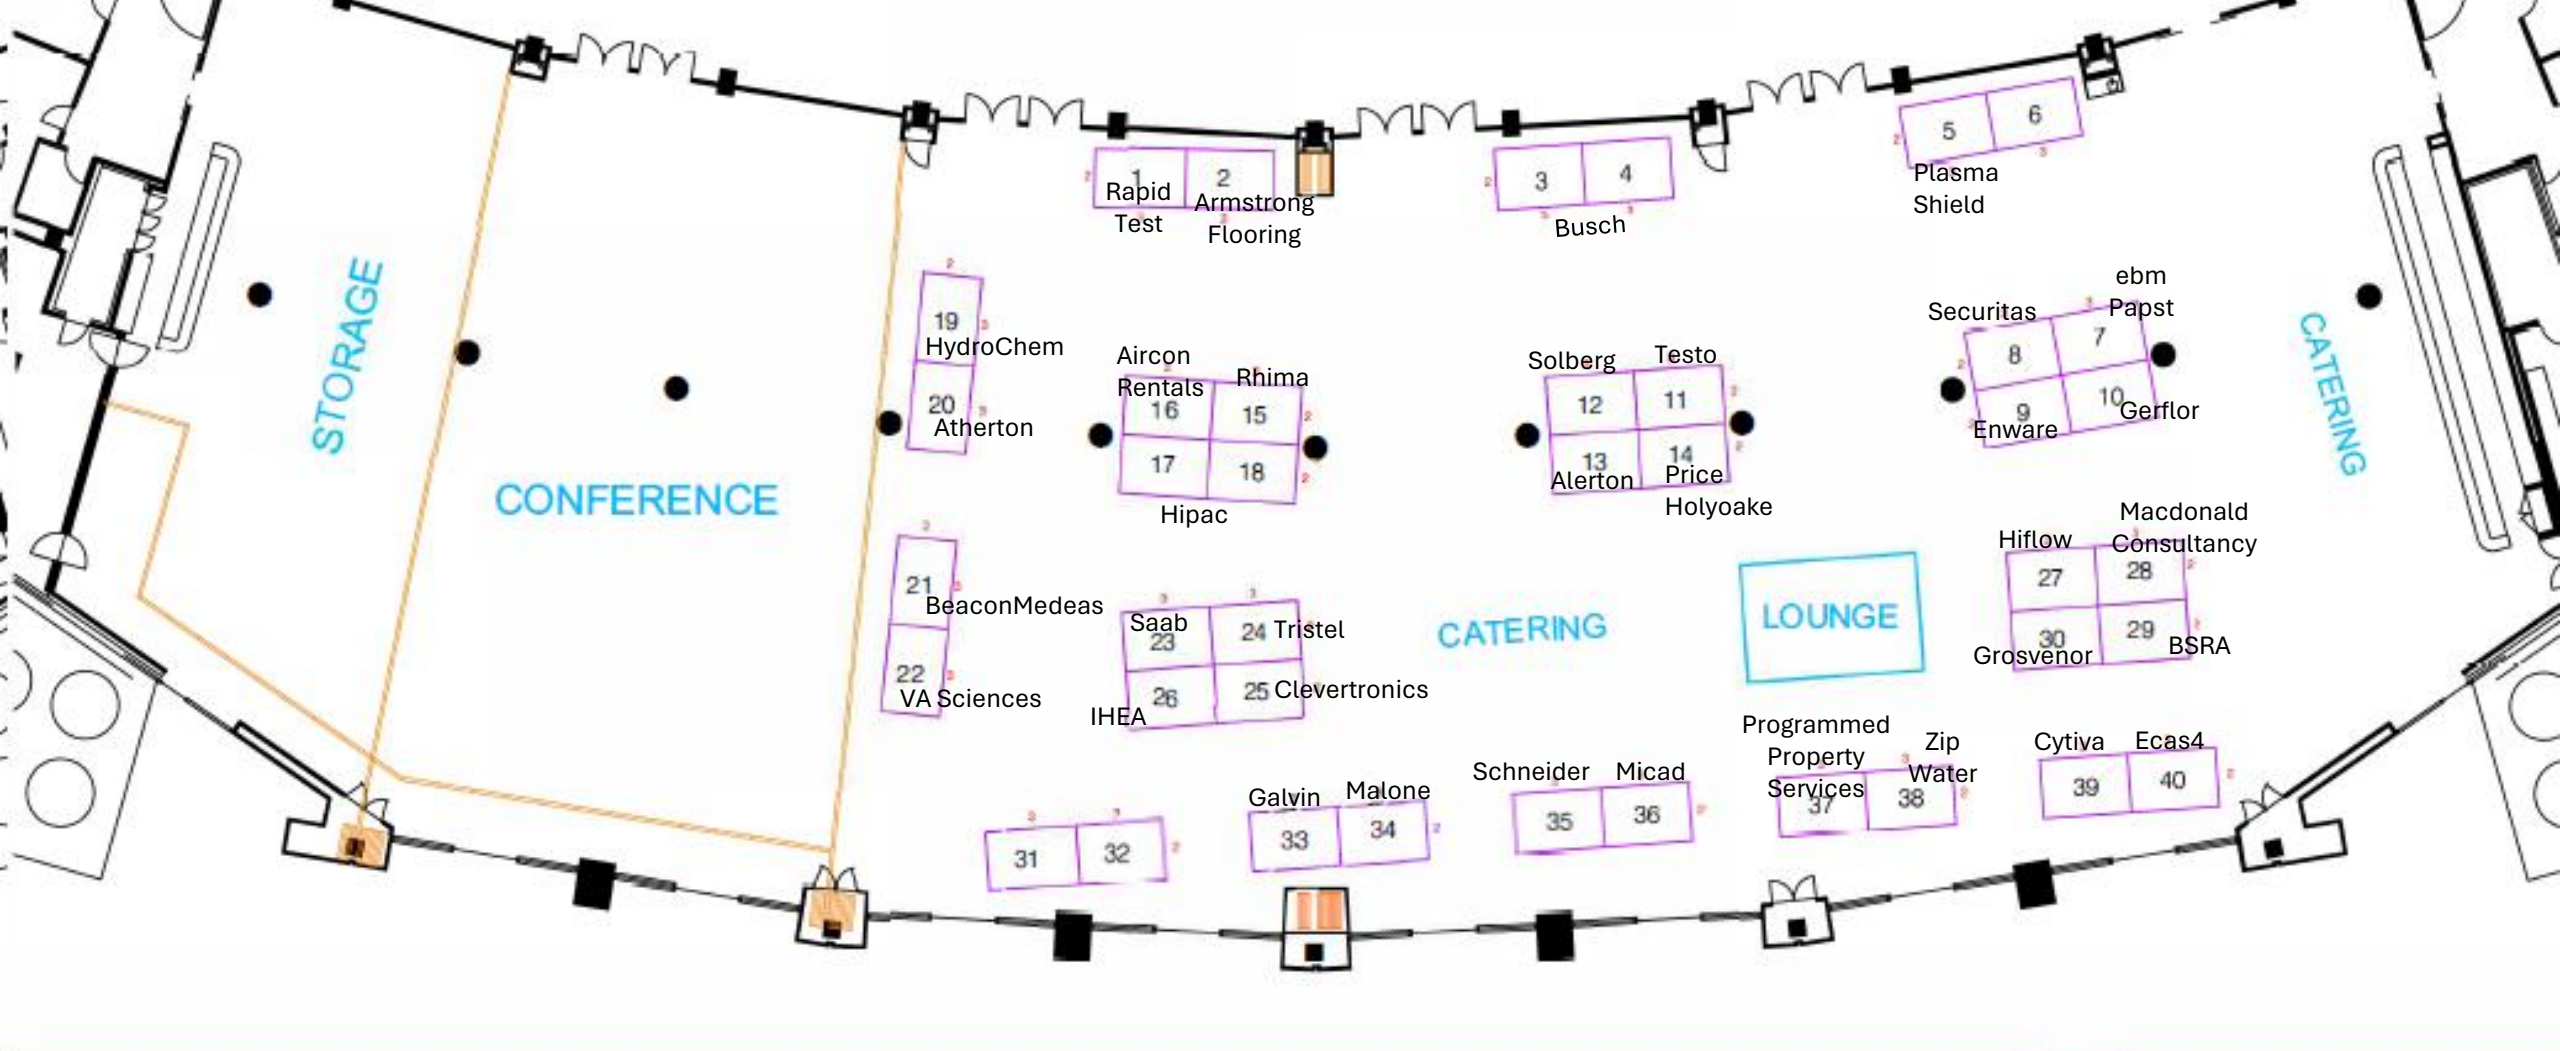 5
6
Plasma
Shield
1
2
Rapid
Test
Armstrong
Flooring
3
4
Busch
STORAGE
CONFERENCE
19
HydroChem
20
Atherton
Aircon
Rentals
Rhima
16
15
17
18
Hipac
Solberg
Testo
12
11
13
14
Alerton
Price
Holyoake
Securitas
ebm
Papst
8
7
9
10
Enware
Gerflor
CATERING
21
BeaconMedeas
22
VA Sciences
Saab
23
24
Tristel
26
25
Clevertronics
IHEA
CATERING
LOUNGE
Hiflow
Macdonald
Consultancy
27
28
30
29
Grosvenor
BSRA
31
32
Galvin
Malone
33
34
Schneider
Micad
35
36
Programmed
Property
Services
Zip
Water
37
38
Cytiva
Ecas4
39
40